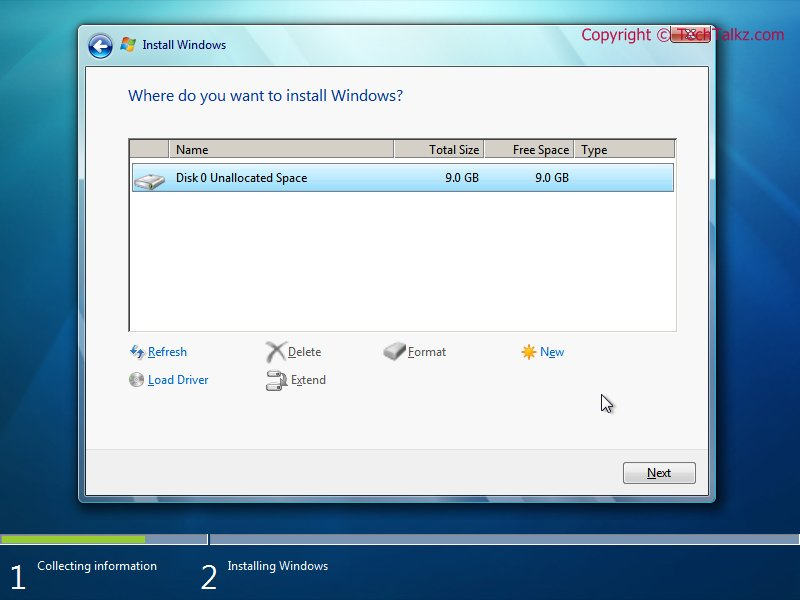 Copyright © TechTalkz.com
Install Windows
Where do you want to install Windows?
Name Total Size Free Space Type
Disk 0 Unallocated Space 9.0 GB 9.0 GB
Refresh Delete Format New
Load Driver Extend
Next
1 Collecting information 2 Installing Windows